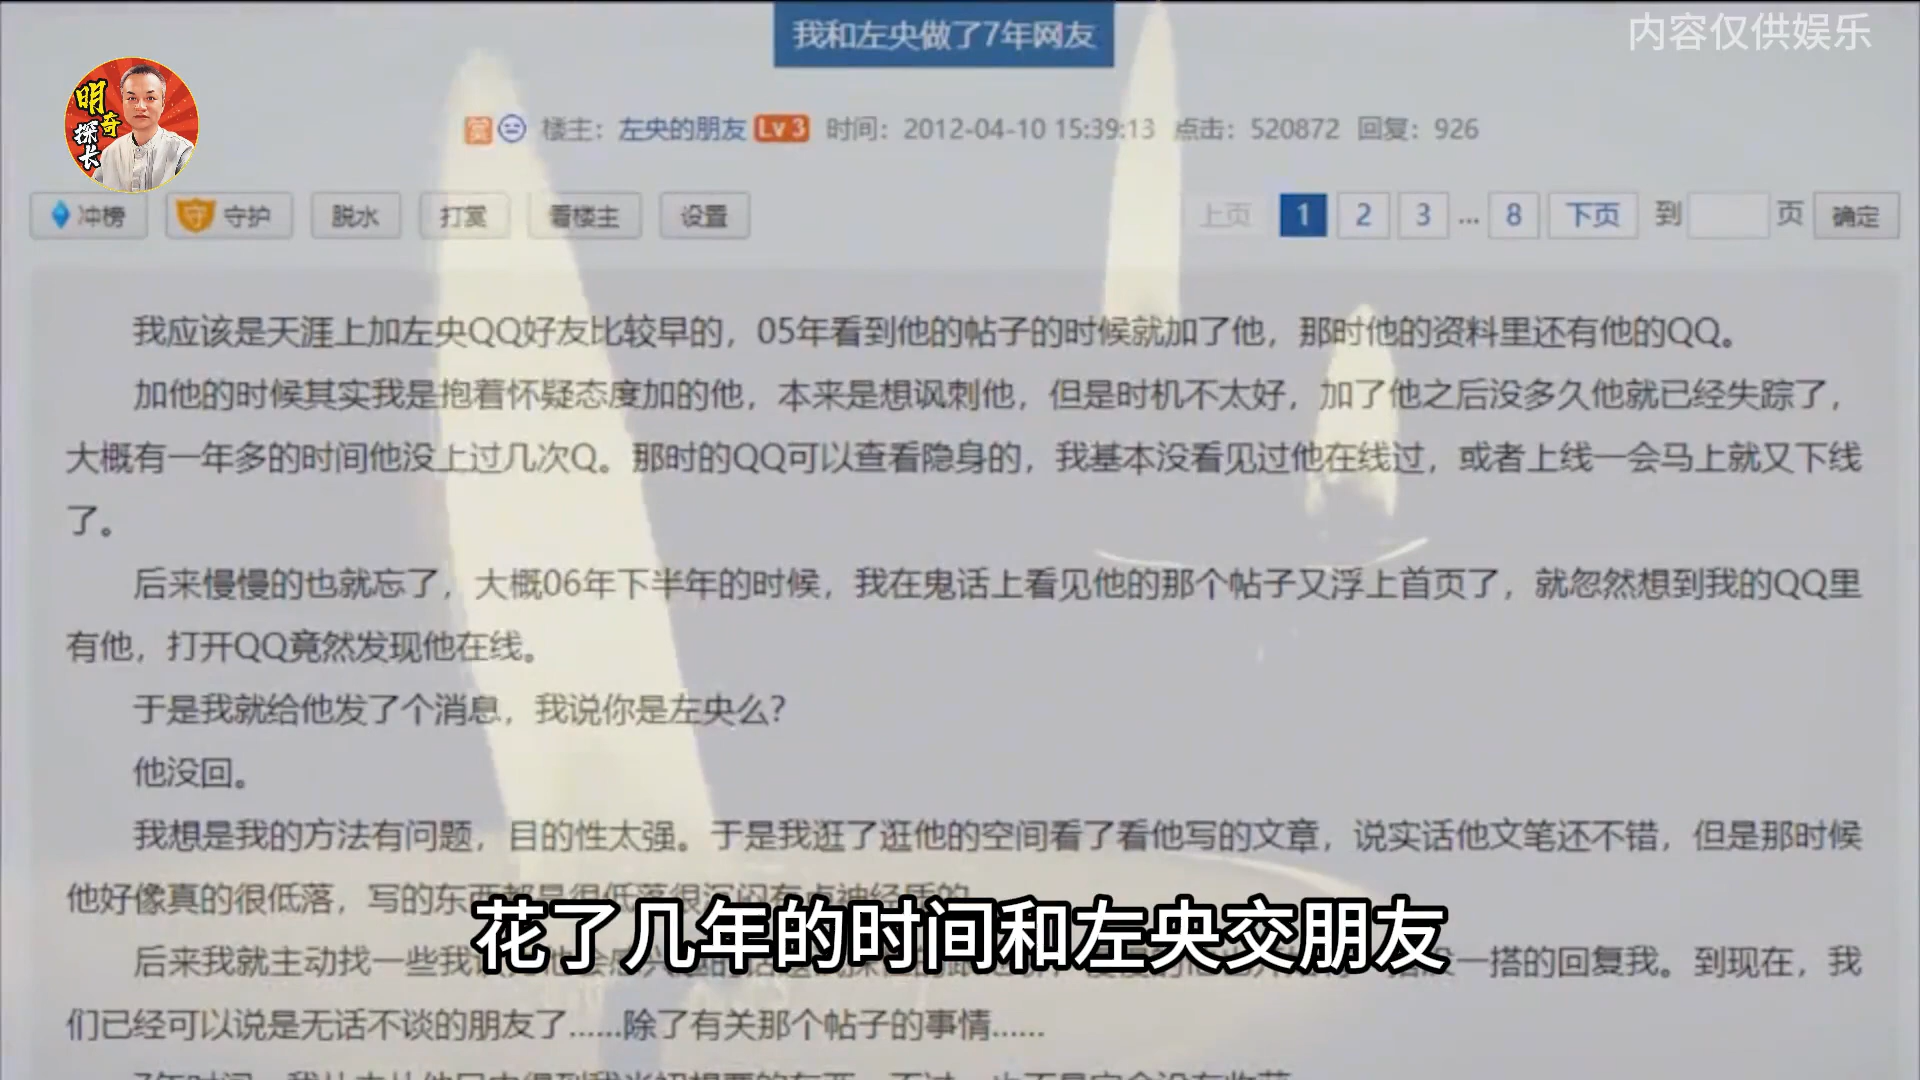 我和左央做了7年网友
内容仅供娱乐
明奇探长
楼主：左央的朋友 Lv 3 时间：2012-04-10 15:39:13 点击：520872 回复：926
冲榜 守 守护 脱水 打赏 看楼主 设置 上页 1 2 3 ... 8 下页 到 页 确定
我应该是天涯上加左央QQ好友比较早的，05年看到他的帖子的时候就加了他，那时他的资料里还有他的QQ。
加他的时候其实我是抱着怀疑态度加的他，本来是想讽刺他，但是时机不太好，加了他之后没多久他就已经失踪了，
大概有一年多的时间他没上过几次Q。那时的QQ可以查看隐身的，我基本没看见过他在线过，或者上线一会马上就又下线
了。
后来慢慢的也就忘了，大概06年下半年的时候，我在鬼话上看见他的那个帖子又浮上首页了，就忽然想到我的QQ里
有他，打开QQ竟然发现他在线。
于是我就给他发了个消息，我说你是左央么？
他没回。
我想是我的方法有问题，目的性太强。于是我逛了逛他的空间看了看他写的文章，说实话他文笔还不错，但是那时候
他好像真的很低落，写的东西都是很低落很沉闷有点神经质的
花了几年的时间和左央交朋友
后来我就主动找一些我 一搭的回复我。到现在，我
们已经可以说是无话不谈的朋友了......除了有关那个帖子的事情......